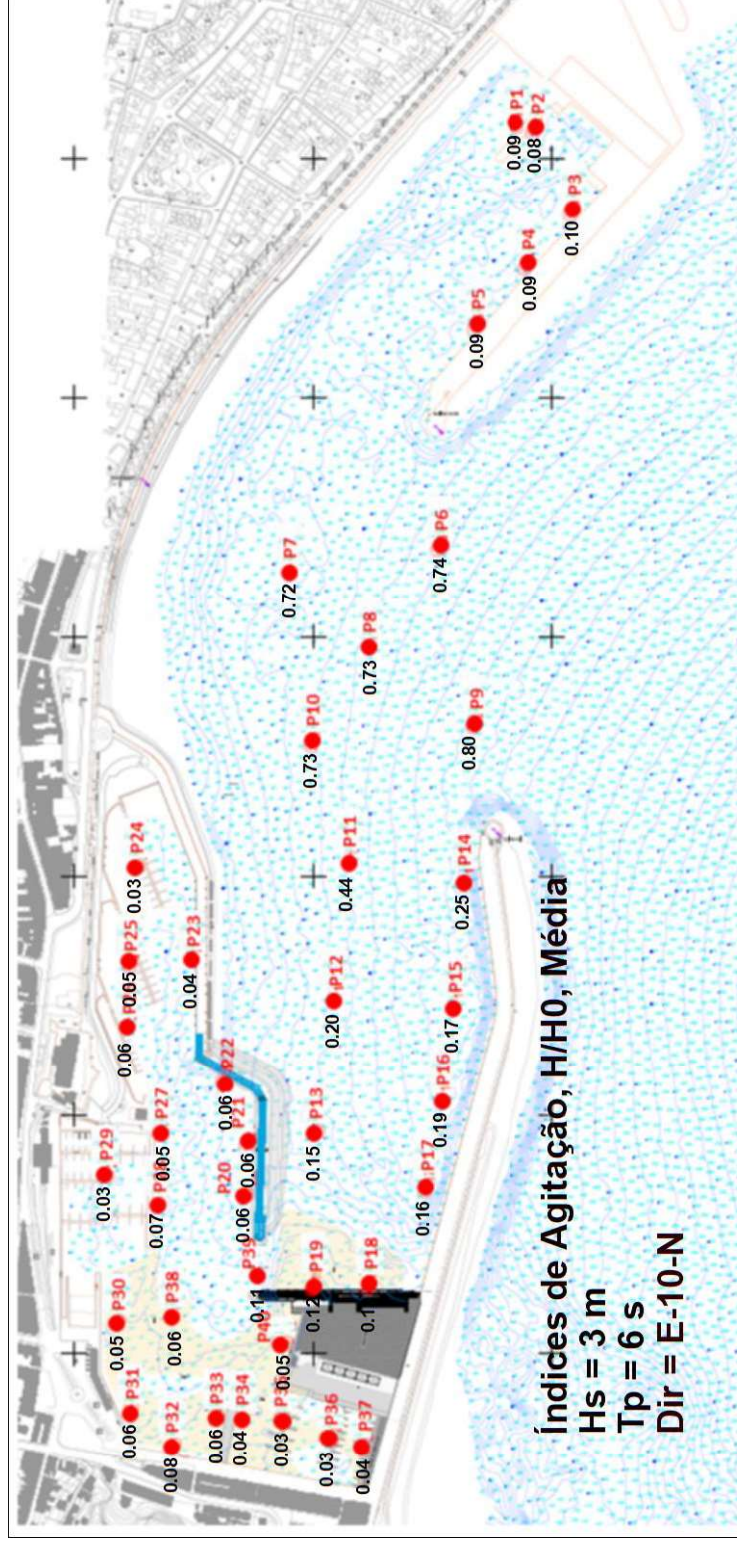 0.09
P1
0.08
P2
0.10
P3
0.09
P4
0.09
P5
0.74
P6
0.72
P7
0.73
P8
0.80
P9
0.73
P10
0.44
P11
0.20
P12
0.15
P13
0.25
P14
0.17
P15
0.19
P16
0.16
P17
P18
0.12
P19
0.06
P20
0.06
P21
0.06
P22
0.04
P23
0.03
P24
0.05
P25
0.06
0.05
P27
0.07
0.03
P29
0.05
P30
0.06
P31
0.08
P32
0.06
P33
0.04
P34
0.03
0.03
P36
0.04
P37
0.06
P38
0.11
P39
0.05
Índices de Agitação, H/H0, Média
Hs = 3 m
Tp = 6 s
Dir = E-10-N